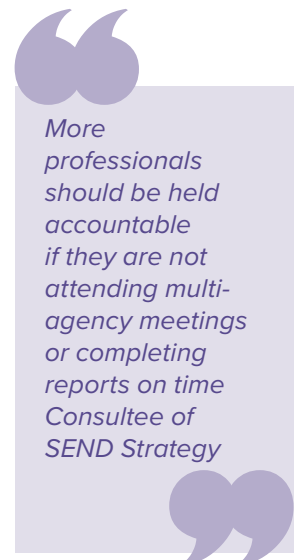 More
professionals
should be held
accountable
if they are not
attending multi-
agency meetings
or completing
reports on time
Consultee of
SEND Strategy